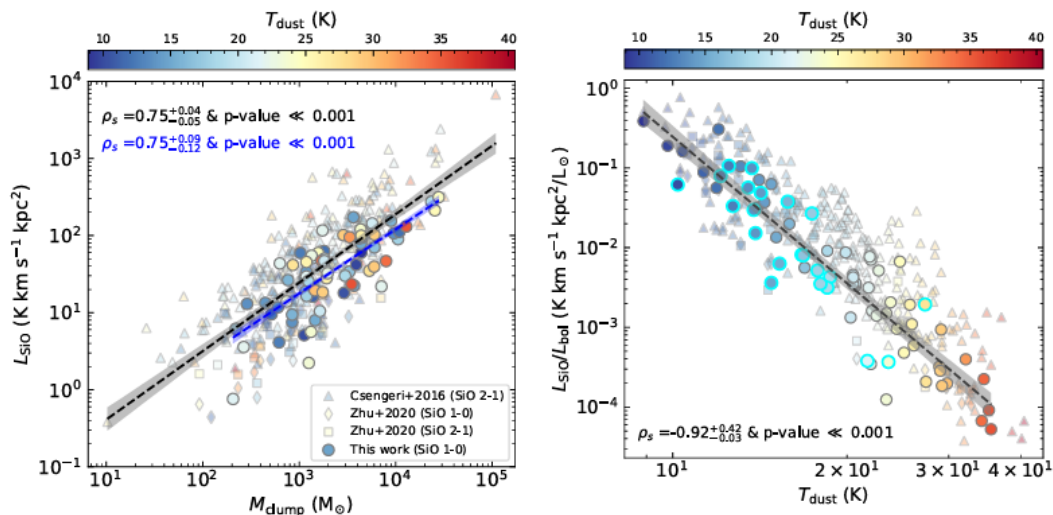 T_dust (K)
10 15 20 25 30 35 40
ρ_s =0.75^{+0.04}_{-0.05} & p-value ≪ 0.001
ρ_s =0.75^{+0.09}_{-0.12} & p-value ≪ 0.001
10^4
10^3
10^2
10^1
10^0
10^{-1}
L_SiO (K km s^{-1} kpc^2)
Csengeri+2016 (SiO 2-1)
Zhu+2020 (SiO 1-0)
Zhu+2020 (SiO 2-1)
This work (SiO 1-0)
10^1 10^2 10^3 10^4 10^5
M_clump (M_⊙)
T_dust (K)
10 15 20 25 30 35 40
10^0
10^{-1}
10^{-2}
10^{-3}
10^{-4}
L_SiO/L_bol (K km s^{-1} kpc^2/L_⊙)
ρ_s =-0.92^{+0.42}_{-0.03} & p-value ≪ 0.001
10^1 2 × 10^1 3 × 10^1 4 × 10^1
T_dust (K)